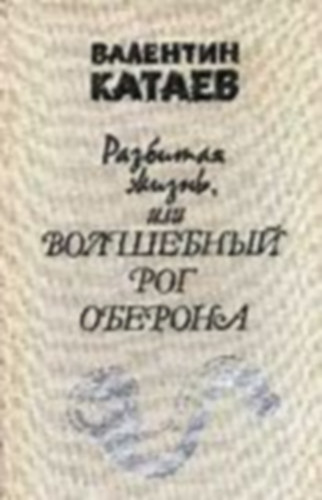 ВАЛЕНТИН
КАТАЕВ
Разбитая
жизнь,
или
ВОЛШЕБНЫЙ
РОГ
ОБЕРОНА